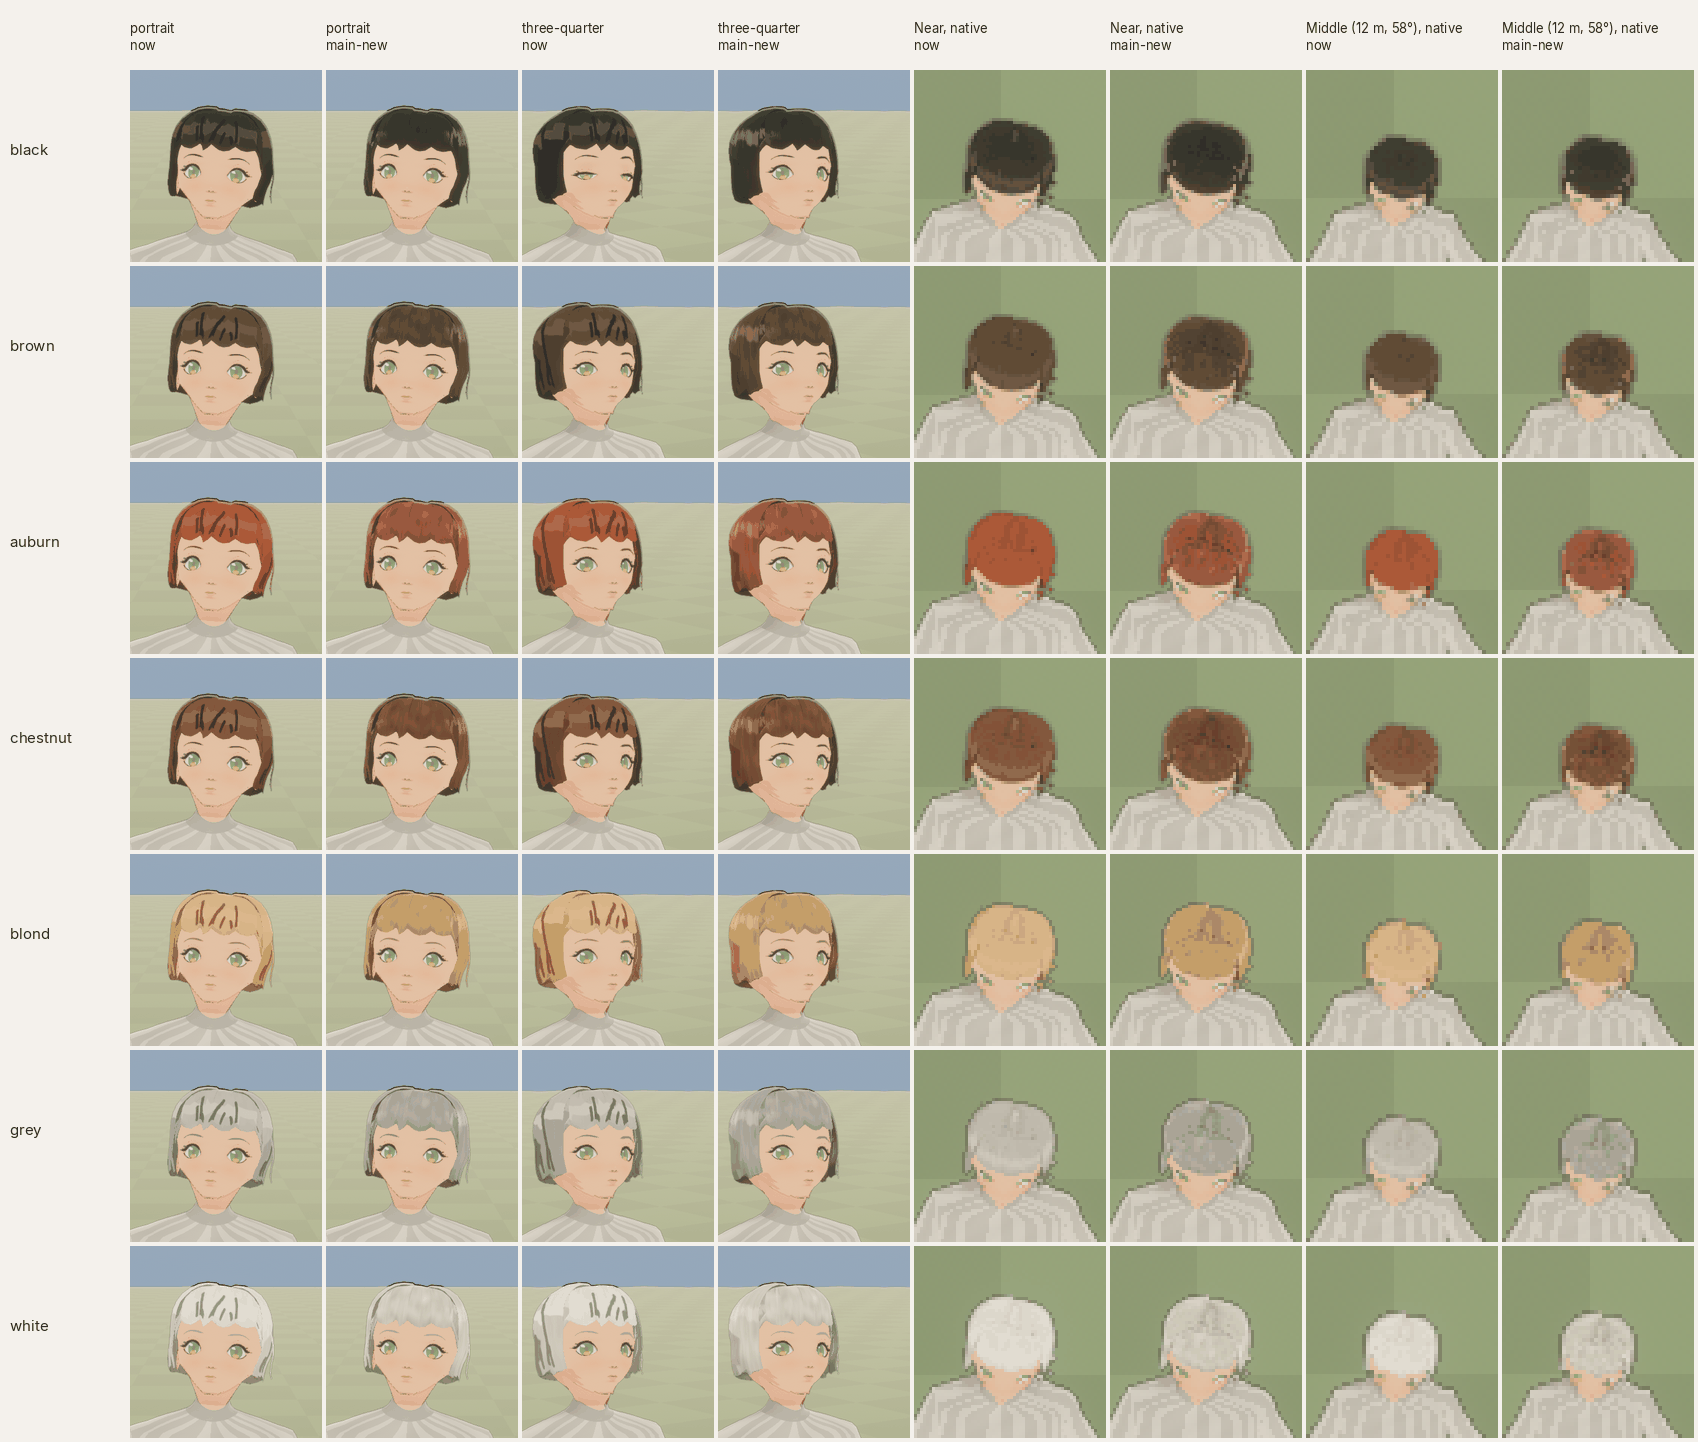 portrait
now
portrait
main-new
three-quarter
now
three-quarter
main-new
Near, native
now
Near, native
main-new
Middle (12 m, 58°), native
now
Middle (12 m, 58°), native
main-new
black
brown
auburn
chestnut
blond
grey
white